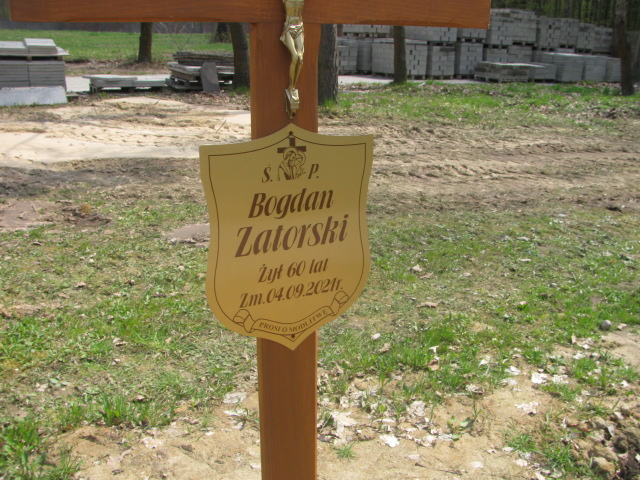 Ś. P.
Bogdan
Zatorski
Żył 60 lat
Zm.04.09.2021r.
PROSI O MODLITWĘ